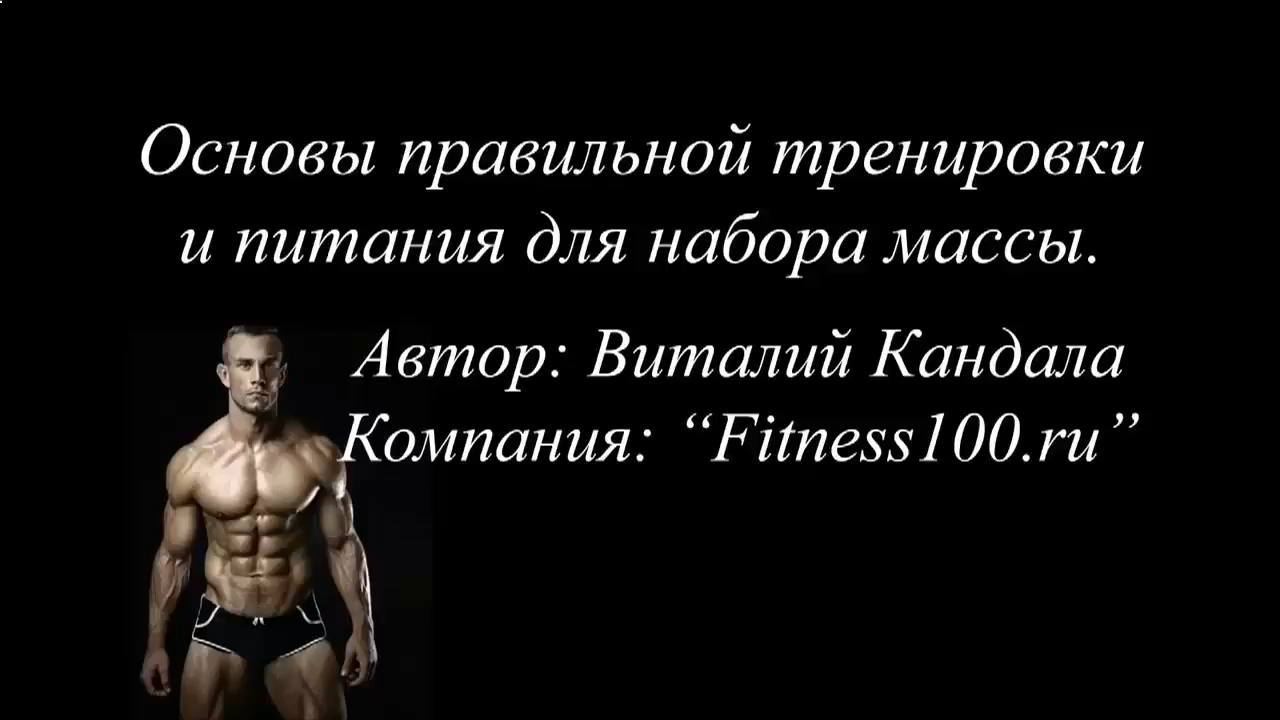 Основы правильной тренировки
и питания для набора массы.
Автор: Виталий Кандала
Компания: “Fitness100.ru”